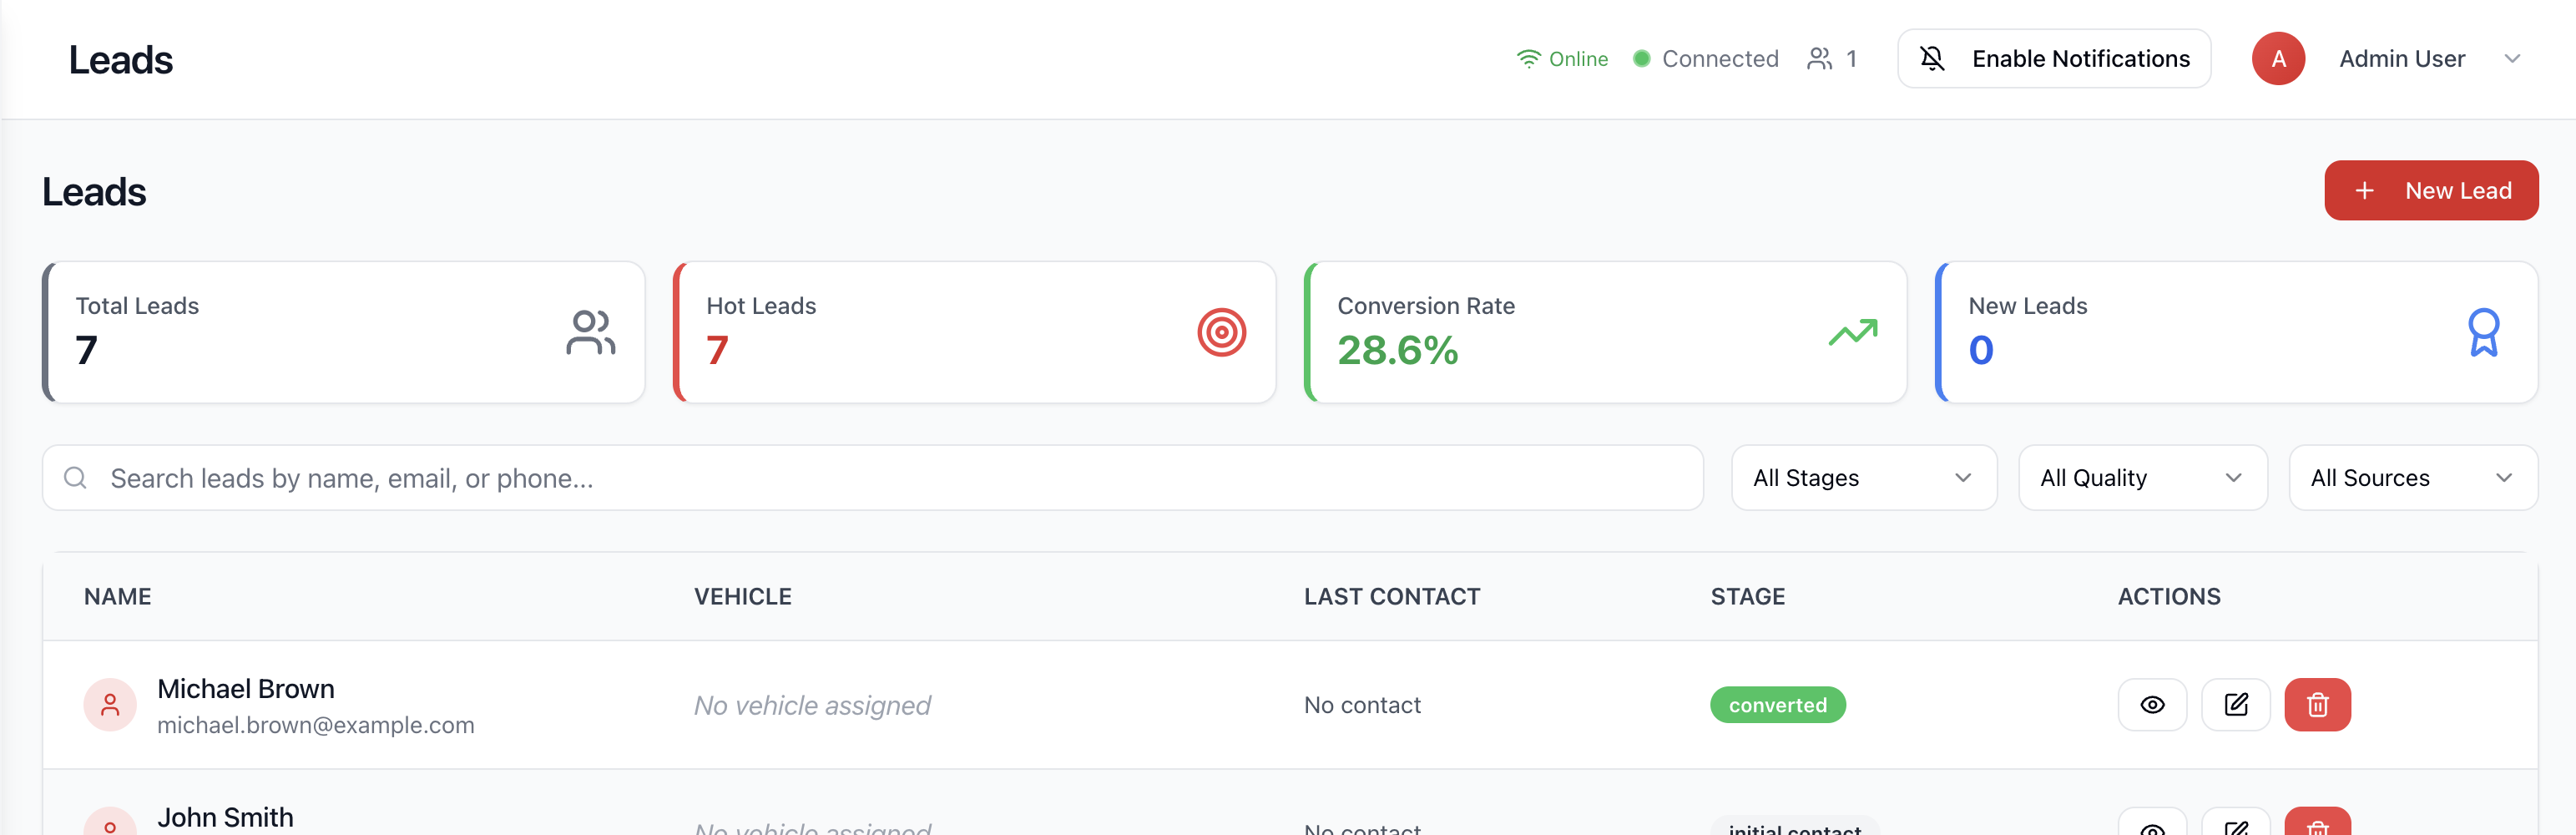 Leads
Online Connected 1 Enable Notifications A Admin User
Leads
New Lead
Total Leads
7
Hot Leads
7
Conversion Rate
28.6%
New Leads
0
Search leads by name, email, or phone...
All Stages
All Quality
All Sources
NAME VEHICLE LAST CONTACT STAGE ACTIONS
Michael Brown
michael.brown@example.com
No vehicle assigned
No contact
converted
John Smith
No vehicle assigned
No contact
initial contact